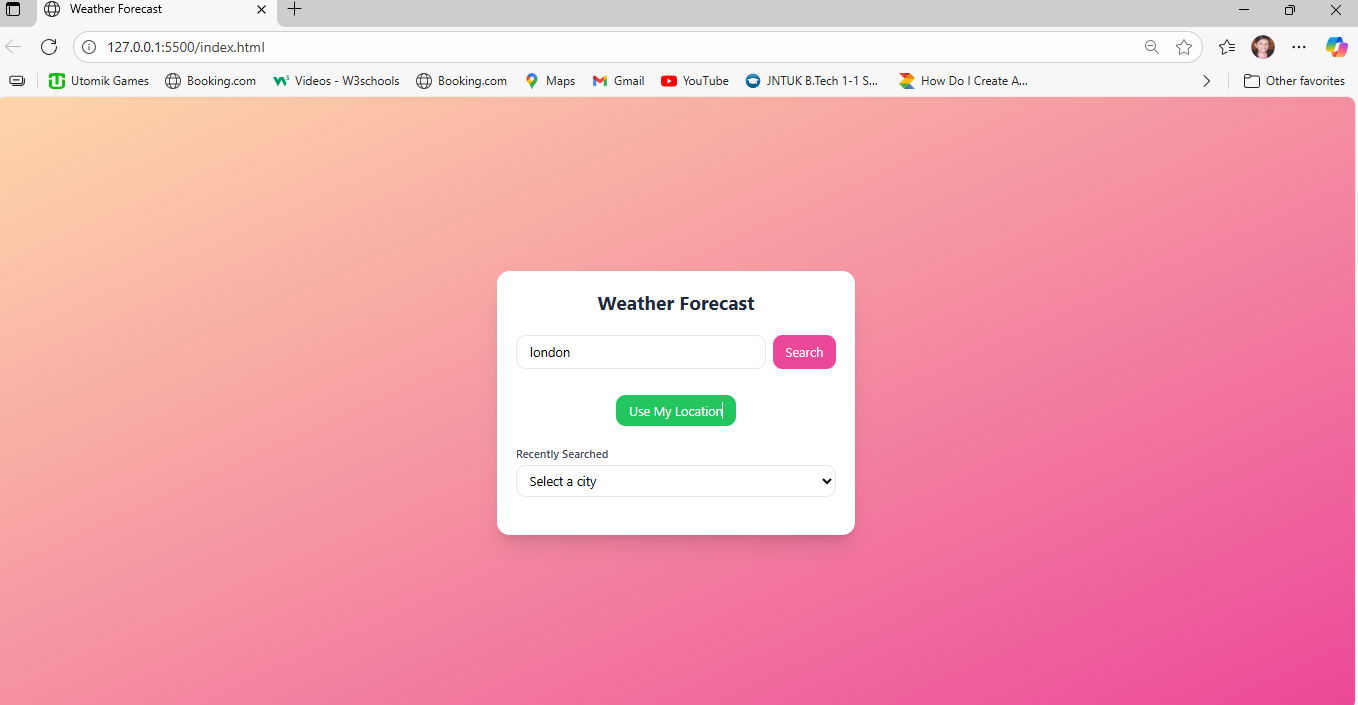 Weather Forecast
127.0.0.1:5500/index.html
Utomik Games Booking.com Videos - W3schools Booking.com Maps Gmail YouTube JNTUK B.Tech 1-1 S... How Do I Create A... Other favorites
Weather Forecast
london Search
Use My Location
Recently Searched
Select a city